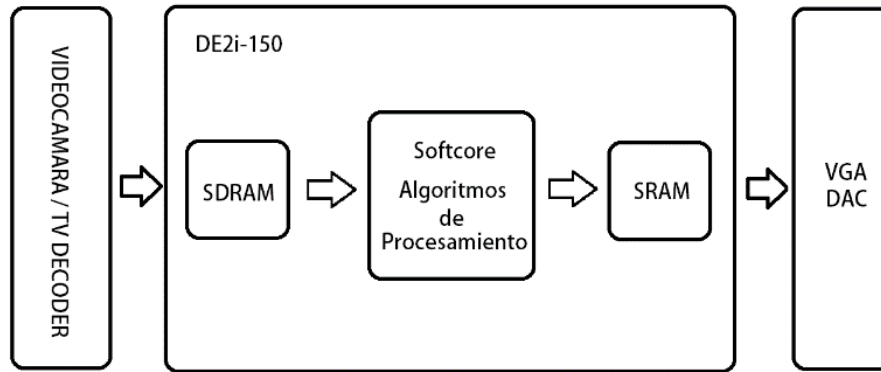 VIDEOCAMARA / TV DECODER
DE2i-150
SDRAM
Softcore
Algoritmos
de
Procesamiento
SRAM
VGA
DAC